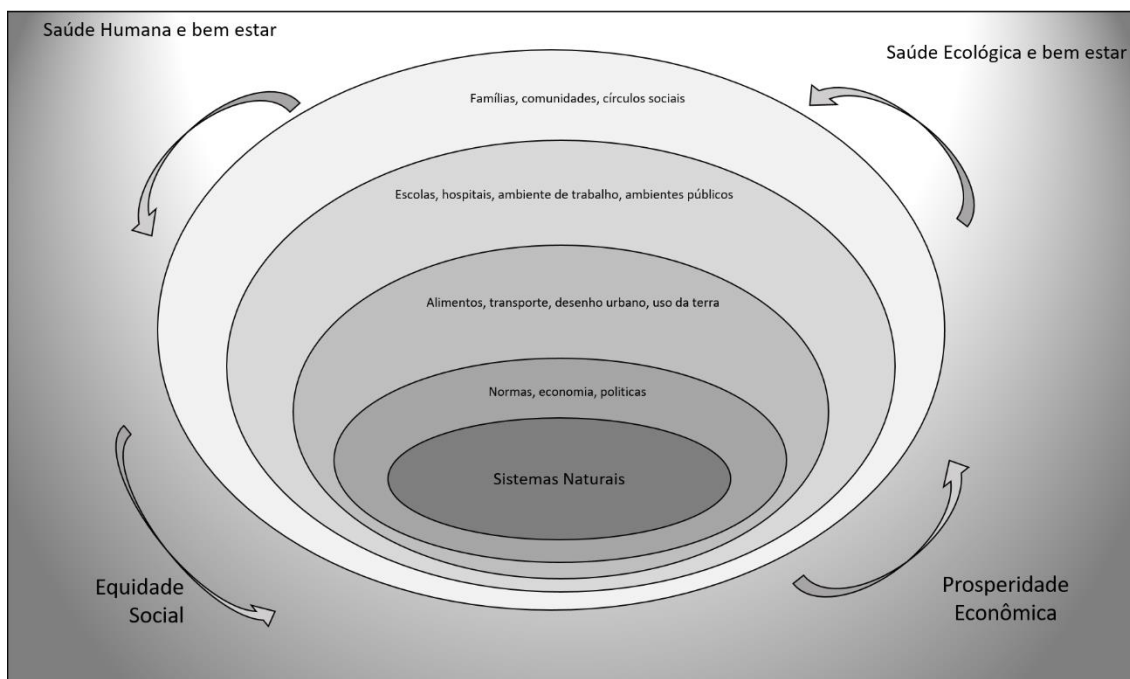 Saúde Humana e bem estar
Saúde Ecológica e bem estar
Famílias, comunidades, círculos sociais
Escolas, hospitais, ambiente de trabalho, ambientes públicos
Alimentos, transporte, desenho urbano, uso da terra
Normas, economia, politicas
Sistemas Naturais
Equidade
Social
Prosperidade
Econômica